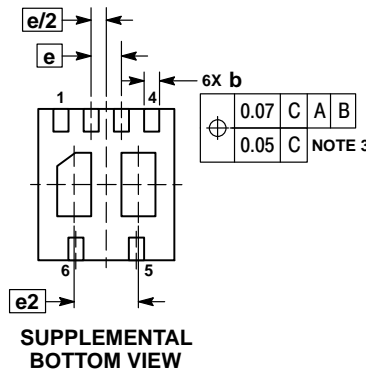 e/2
e
6X b
1
4
0.07 C A B
0.05 C NOTE 3
6
5
e2
SUPPLEMENTAL
BOTTOM VIEW